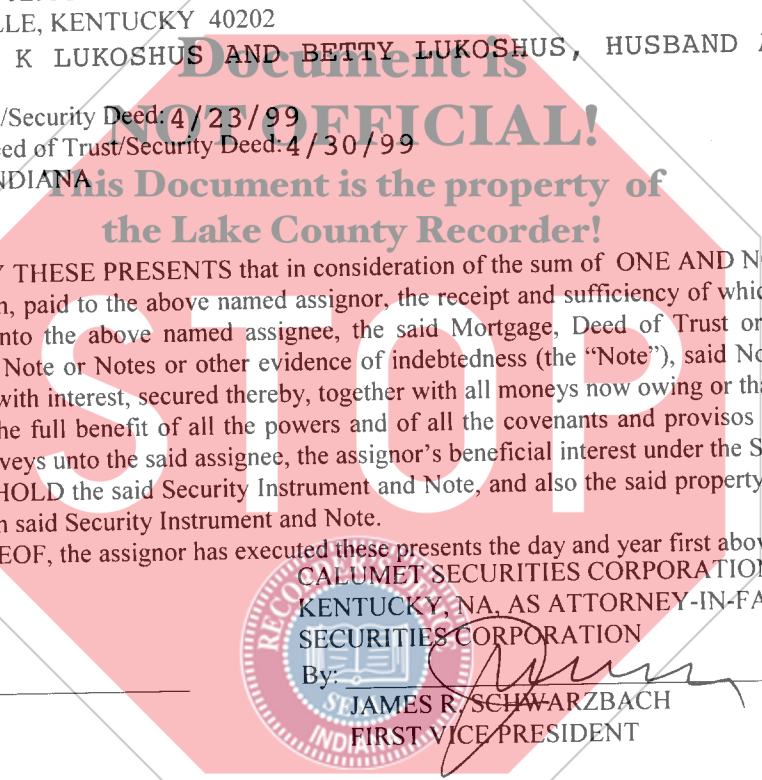 LLE, KENTUCKY 40202
K LUKOSHUS AND BETTY LUKOSHUS, HUSBAND
Document is
/Security Deed: 4/23/99
NOT OFFICIAL!
eed of Trust/Security Deed: 4/30/99
NDIANA
This Document is the property of
the Lake County Recorder!
Y THESE PRESENTS that in consideration of the sum of ONE AND N
n, paid to the above named assignor, the receipt and sufficiency of whic
nto the above named assignee, the said Mortgage, Deed of Trust or
Note or Notes or other evidence of indebtedness (the “Note”), said No
with interest, secured thereby, together with all moneys now owing or tha
he full benefit of all the powers and of all the covenants and provisos
veys unto the said assignee, the assignor's beneficial interest under the S
HOLD the said Security Instrument and Note, and also the said property
n said Security Instrument and Note.
STOP
EOF, the assignor has executed these presents the day and year first abov
CALUMET SECURITIES CORPORATION
KENTUCKY, NA, AS ATTORNEY-IN-FA
SECURITIES CORPORATION
By:
JAMES R. SCHWARZBACH
FIRST VICE PRESIDENT
SEAL
INDIANA